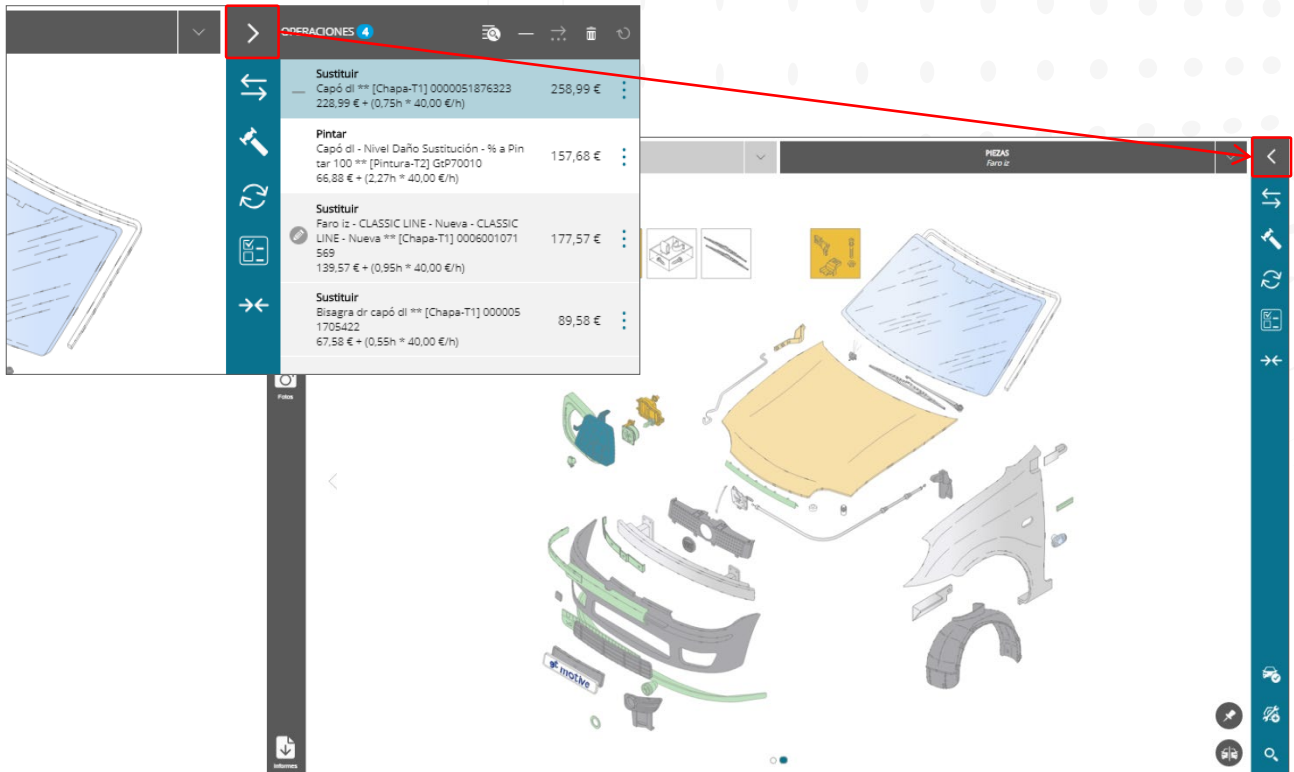 OPERACIONES 4
Sustituir
Capó dl ** [Chapa-T1] 0000051876323
228,99 € + (0,75h * 40,00 €/h)
258,99 €
Pintar
Capó dl - Nivel Daño Sustitución - % a Pin
tar 100 ** [Pintura-T2] GtP70010
66,88 € + (2,27h * 40,00 €/h)
157,68 €
Sustituir
Faro iz - CLASSIC LINE - Nueva - CLASSIC
LINE - Nueva ** [Chapa-T1] 0006001071
569
139,57 € + (0,95h * 40,00 €/h)
177,57 €
Sustituir
Bisagra dr capó dl ** [Chapa-T1] 000005
1705422
67,58 € + (0,55h * 40,00 €/h)
89,58 €
PIEZAS
Faro iz
Fotos
gt motive
Informes